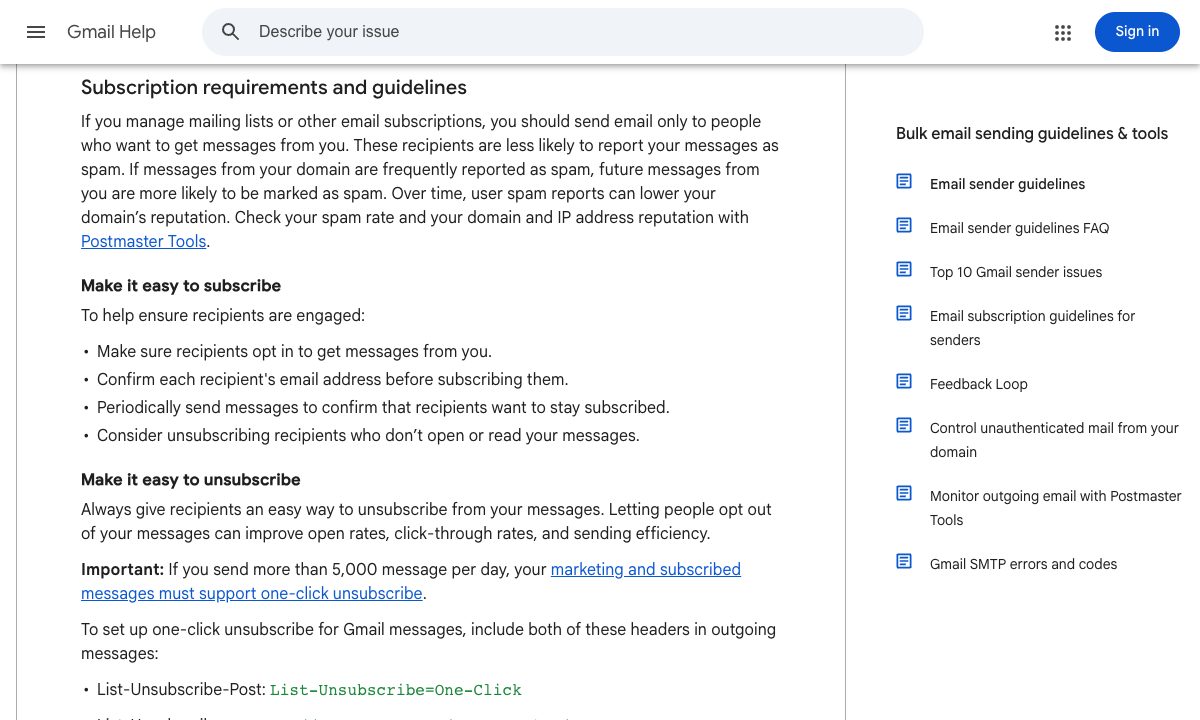 Gmail Help
Describe your issue
Sign in
Subscription requirements and guidelines
If you manage mailing lists or other email subscriptions, you should send email only to people
who want to get messages from you. These recipients are less likely to report your messages as
spam. If messages from your domain are frequently reported as spam, future messages from
you are more likely to be marked as spam. Over time, user spam reports can lower your
domain’s reputation. Check your spam rate and your domain and IP address reputation with
Postmaster Tools.
Make it easy to subscribe
To help ensure recipients are engaged:
• Make sure recipients opt in to get messages from you.
• Confirm each recipient's email address before subscribing them.
• Periodically send messages to confirm that recipients want to stay subscribed.
• Consider unsubscribing recipients who don’t open or read your messages.
Make it easy to unsubscribe
Always give recipients an easy way to unsubscribe from your messages. Letting people opt out
of your messages can improve open rates, click-through rates, and sending efficiency.
Important: If you send more than 5,000 message per day, your marketing and subscribed
messages must support one-click unsubscribe.
To set up one-click unsubscribe for Gmail messages, include both of these headers in outgoing
messages:
• List-Unsubscribe-Post: List-Unsubscribe=One-Click
Bulk email sending guidelines & tools
Email sender guidelines
Email sender guidelines FAQ
Top 10 Gmail sender issues
Email subscription guidelines for
senders
Feedback Loop
Control unauthenticated mail from your
domain
Monitor outgoing email with Postmaster
Tools
Gmail SMTP errors and codes